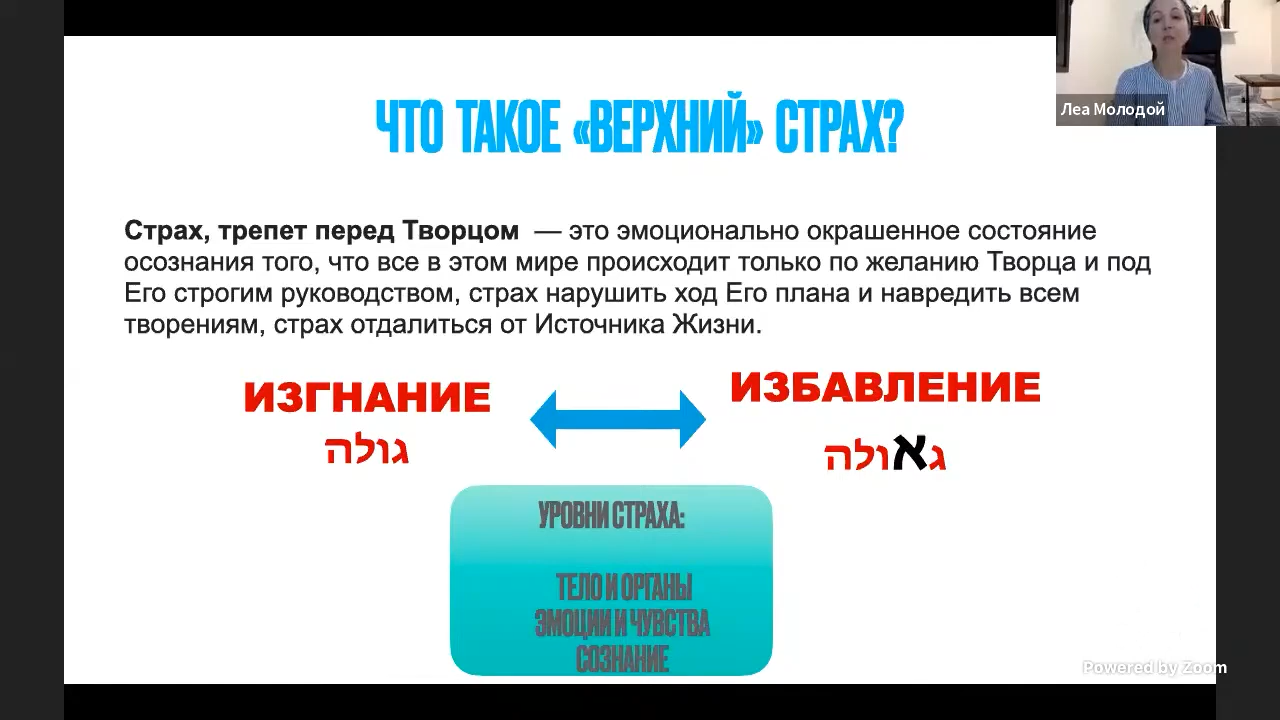 Леа Молодой
ЧТО ТАКОЕ «ВЕРХНИЙ» СТРАХ?
Страх, трепет перед Творцом — это эмоционально окрашенное состояние
осознания того, что все в этом мире происходит только по желанию Творца и под
Его строгим руководством, страх нарушить ход Его плана и навредить всем
творениям, страх отдалиться от Источника Жизни.
ИЗГНАНИЕ
גולה
ИЗБАВЛЕНИЕ
גאולה
УРОВНИ СТРАХА:
ТЕЛО И ОРГАНЫ
ЭМОЦИИ И ЧУВСТВА
СОЗНАНИЕ
Powered by Zoom